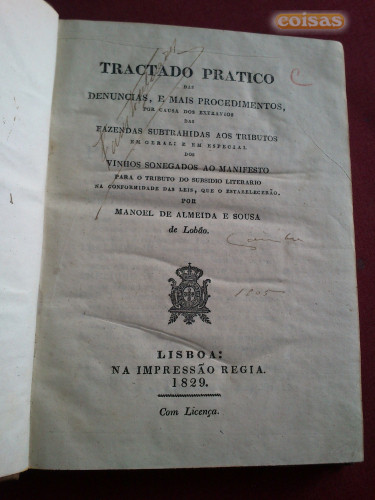 coisas
TRACTADO PRATICO
DAS
DENUNCIAS, E MAIS PROCEDIMENTOS,
POR CAUSA DOS EXTRAVIOS
DAS
FAZENDAS SUBTRAHIDAS AOS TRIBUTOS
EM GERAL: E EM ESPECIAL
DOS
VINHOS SONEGADOS AO MANIFESTO
PARA O TRIBUTO DO SUBSIDIO LITERARIO
NA CONFORMIDADE DAS LEIS, QUE O ESTABELECERÃO,
POR
MANOEL DE ALMEIDA E SOUSA
de Lobão.
LISBOA:
NA IMPRESSÃO REGIA.
1829.
Com Licença.